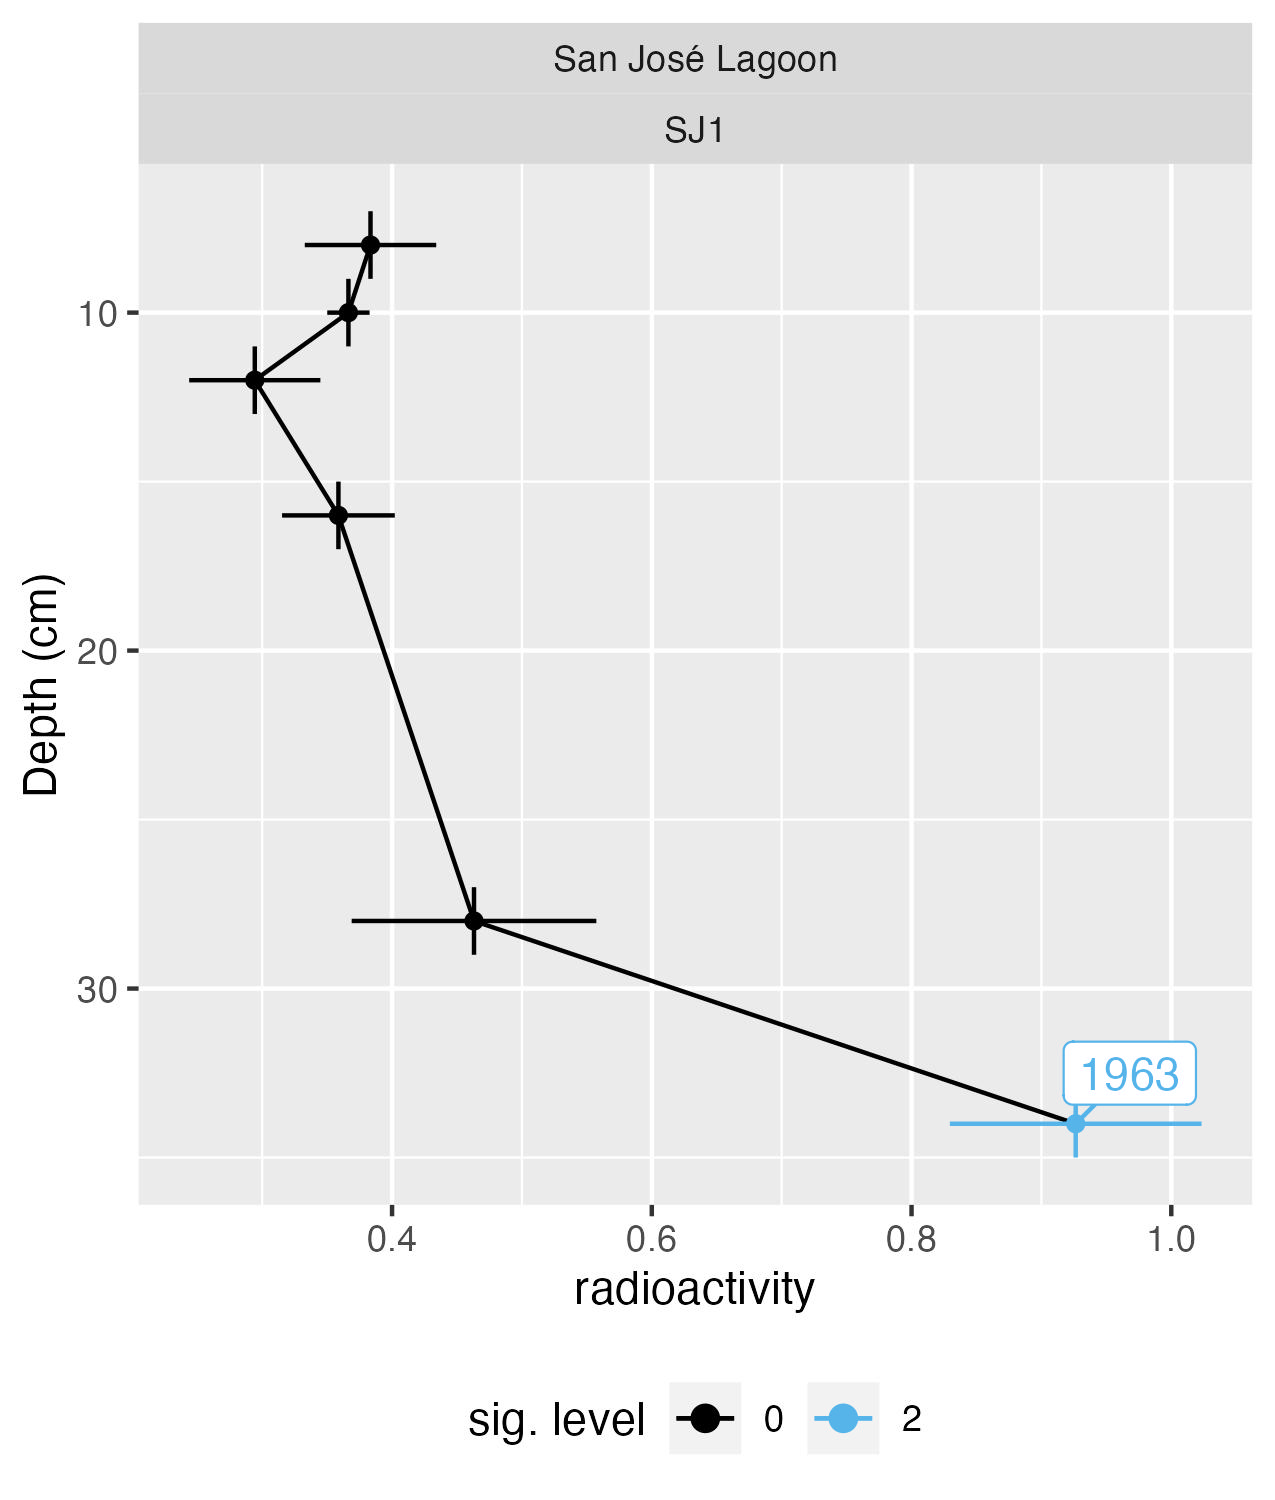 San José Lagoon
SJ1
Depth (cm)
10
20
30
1963
0.4 0.6 0.8 1.0
radioactivity
sig. level 0 2